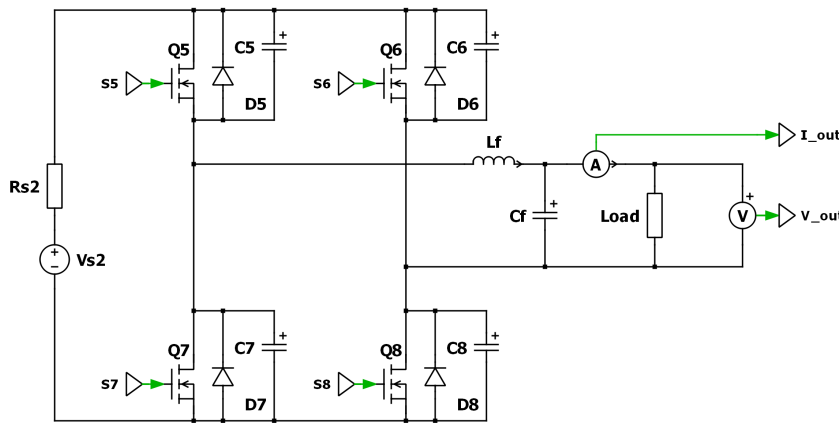 Q5 C5 Q6 C6
S5 S6
D5 D6
Lf A I_out
Rs2 Cf Load V V_out
Vs2
Q7 C7 Q8 C8
S7 S8
D7 D8